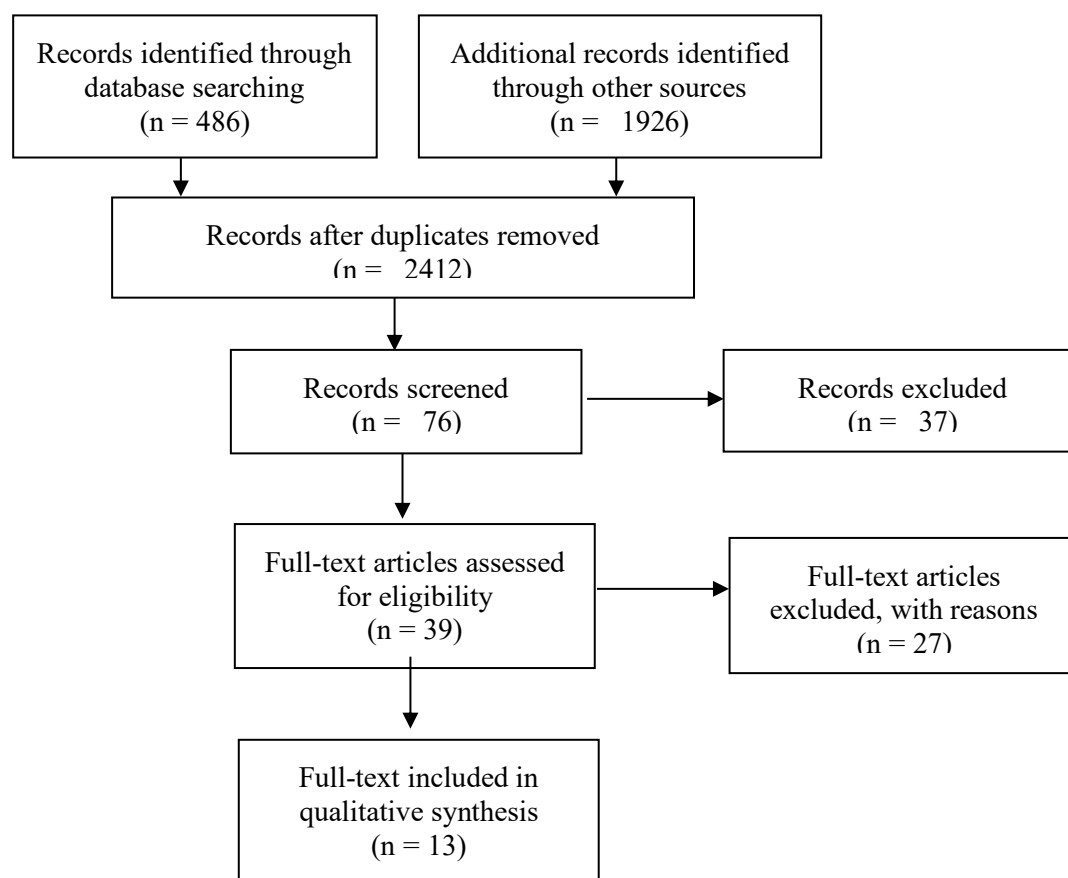 Records identified through
database searching
(n = 486)
Additional records identified
through other sources
(n =   1926)
Records after duplicates removed
(n =   2412)
Records screened
(n =   76)
Records excluded
(n =   37)
Full-text articles assessed
for eligibility
(n = 39)
Full-text articles
excluded, with reasons
(n = 27)
Full-text included in
qualitative synthesis
(n = 13)